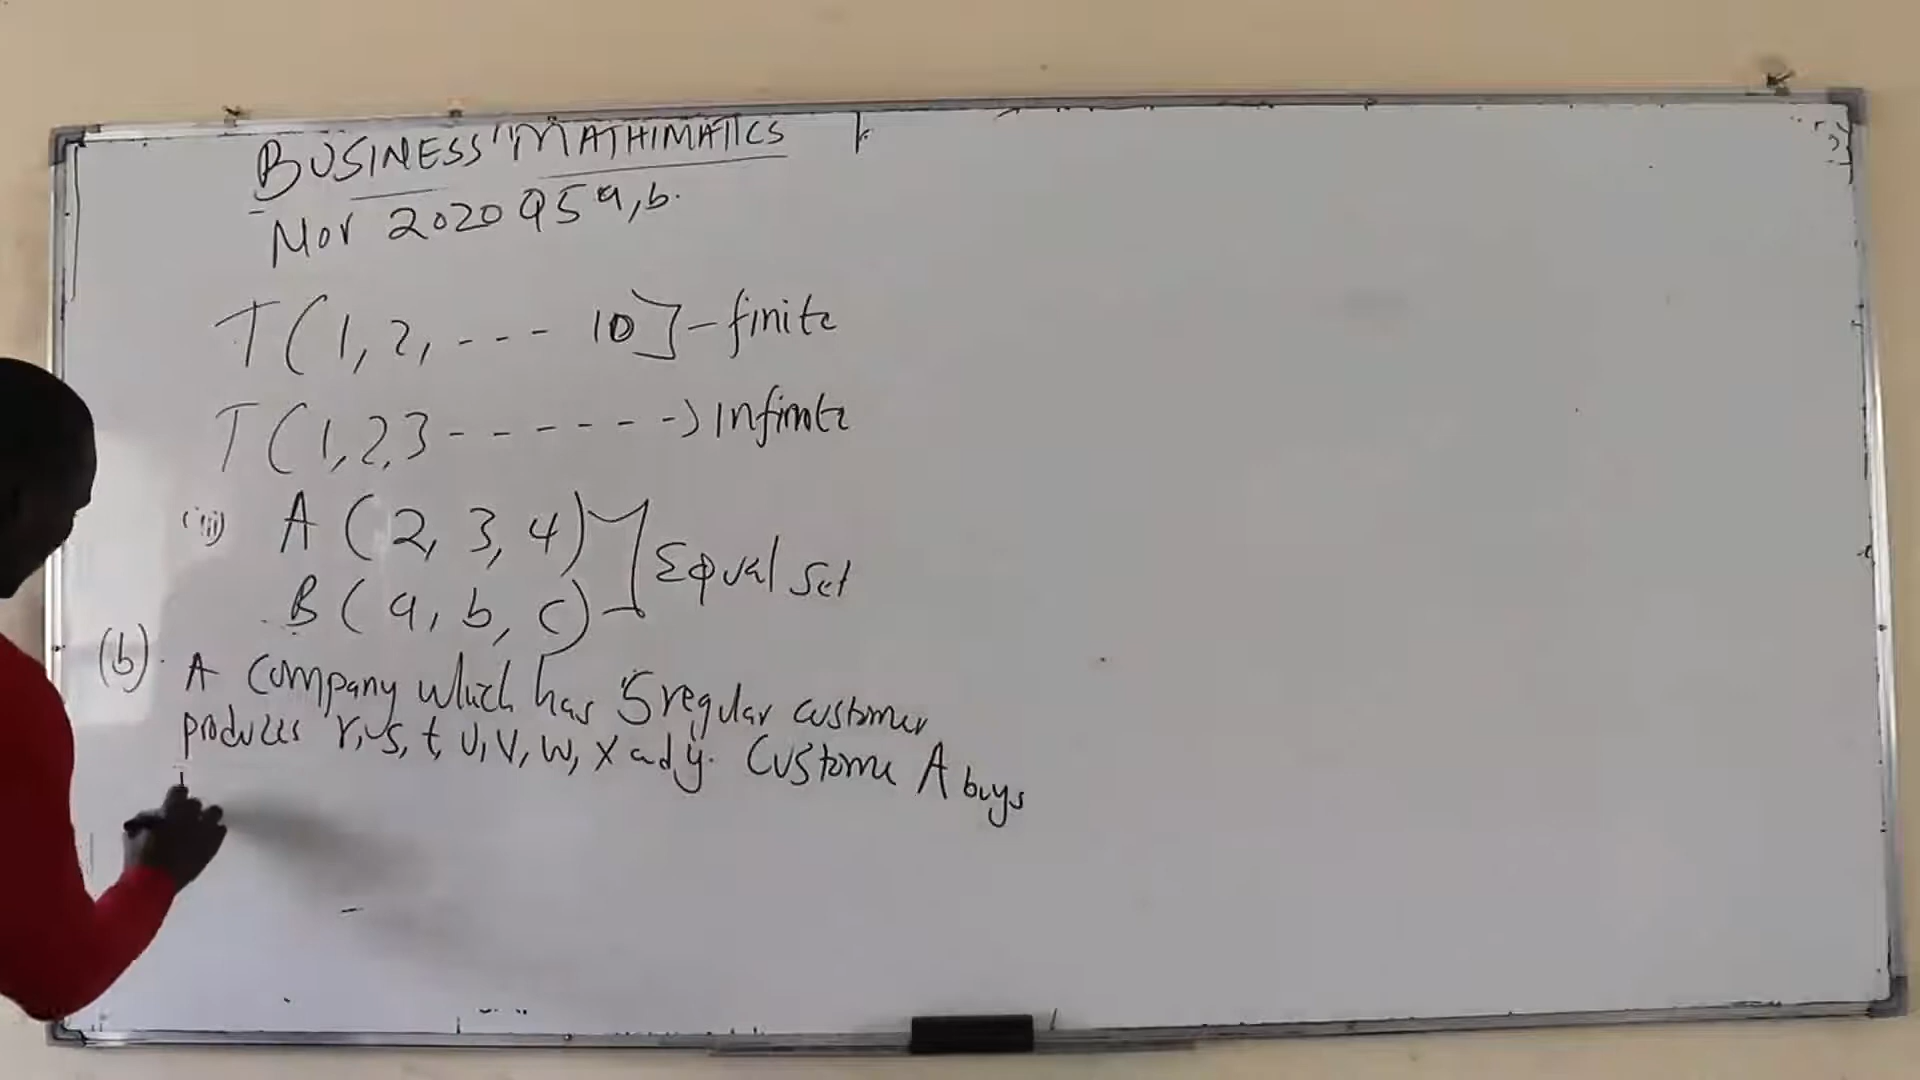 BUSINESS MATHIMATICS
Nov 2020 Q5 a, b.
T (1, 2, --- 10] - finite
T (1, 2, 3 - - - - - - -) Infinite
(iii) A (2, 3, 4)
B (a, b, c)
Equal Set
(b). A Company which has 5 regular customer
produces r, s, t, u, v, w, x and y. Custome A buys